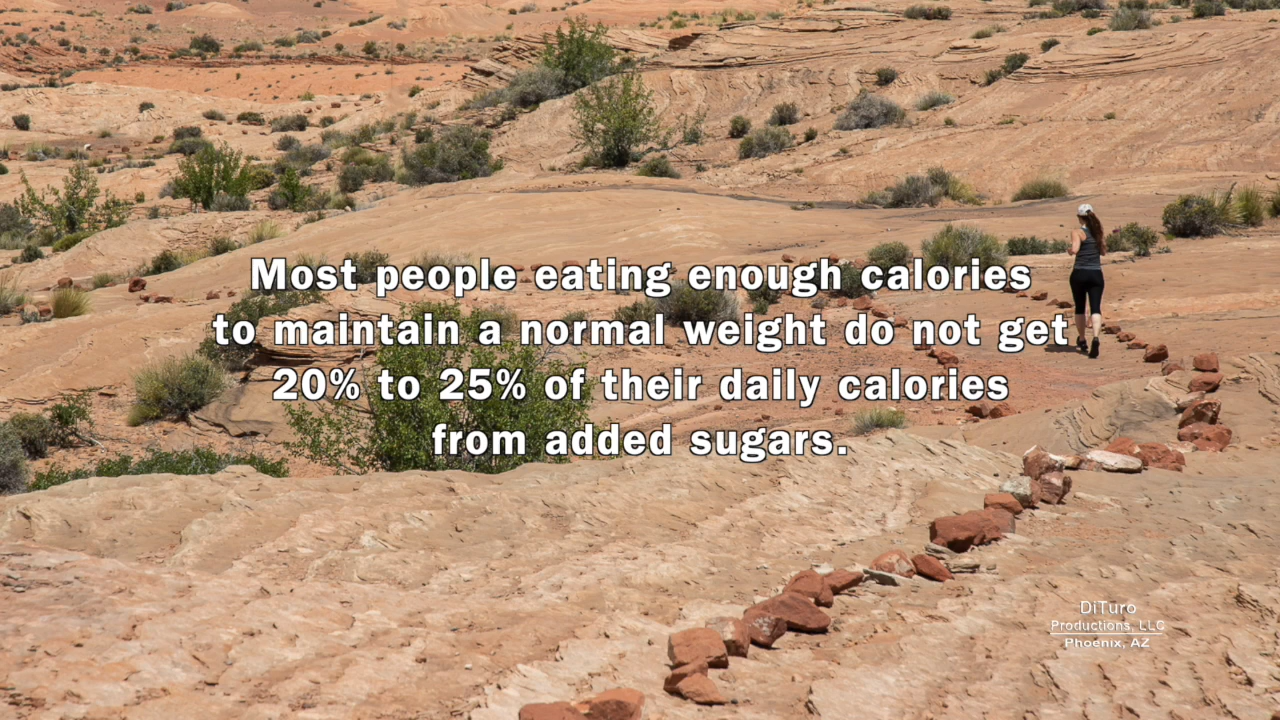 Most people eating enough calories
to maintain a normal weight do not get
20% to 25% of their daily calories
from added sugars.
DiTuro
Productions, LLC
Phoenix, AZ